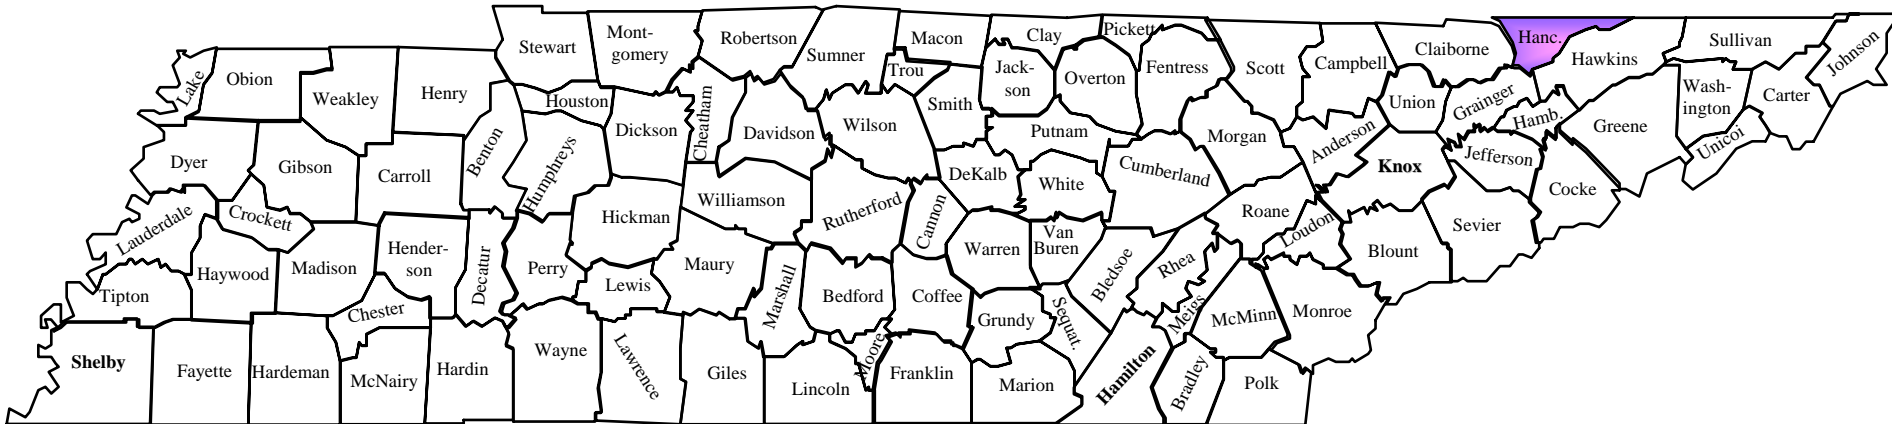 Stewart
Mont-
gomery
Robertson
Sumner
Macon
Clay
Pickett
Claiborne
Hanc.
Hawkins
Sullivan
Johnson
Lake
Obion
Weakley
Henry
Houston
Cheatham
Trou
Smith
Jack-
son
Overton
Fentress
Scott
Campbell
Union
Grainger
Hamb.
Wash-
ington
Carter
Greene
Unicoi
Dyer
Gibson
Carroll
Benton
Humphreys
Dickson
Davidson
Wilson
Putnam
Morgan
Anderson
Knox
Jefferson
Cocke
Lauderdale
Crockett
Hickman
Williamson
Rutherford
Cannon
DeKalb
White
Cumberland
Roane
Loudon
Blount
Sevier
Tipton
Haywood
Madison
Hender-
son
Decatur
Perry
Lewis
Maury
Marshall
Bedford
Coffee
Warren
Van
Buren
Bledsoe
Rhea
Meigs
McMinn
Monroe
Chester
Grundy
Sequat.
Shelby
Fayette
Hardeman
McNairy
Hardin
Wayne
Lawrence
Giles
Lincoln
Moore
Franklin
Marion
Hamilton
Bradley
Polk